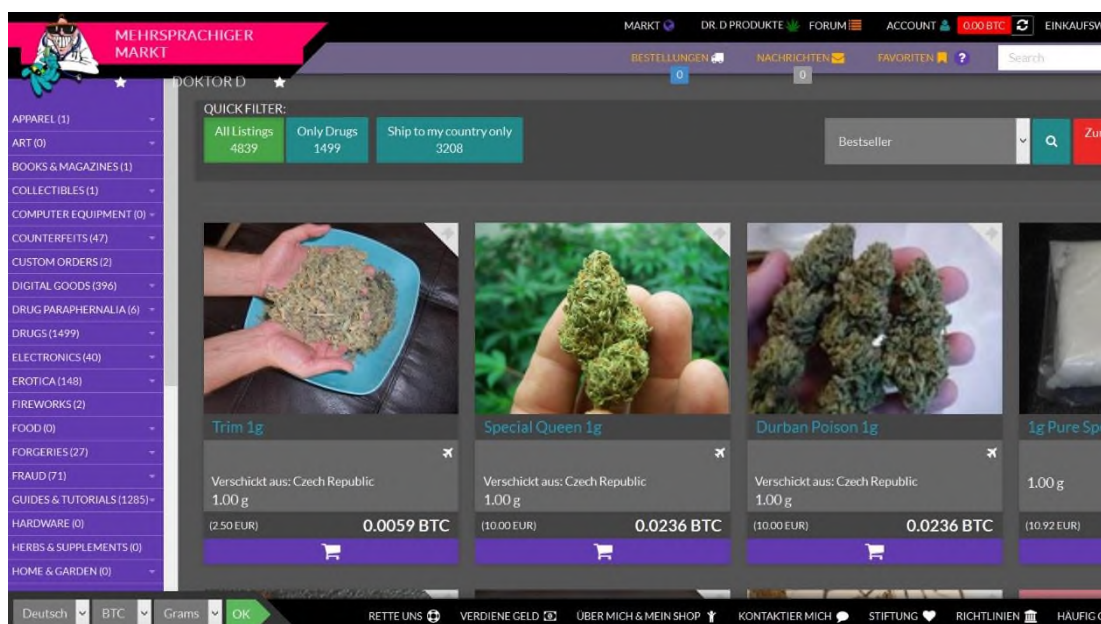 MARKT DR. D PRODUKTE FORUM ACCOUNT 0.00 BTC
MEHRSPRACHIGER
MARKT
BESTELLUNGEN NACHRICHTEN FAVORITEN ? Search
0 0
DOKTOR D
QUICK FILTER:
All Listings
4839
Only Drugs
1499
Ship to my country only
3208
Bestseller
APPAREL (1)
ART (0)
BOOKS & MAGAZINES (1)
COLLECTIBLES (1)
COMPUTER EQUIPMENT (0)
COUNTERFEITS (47)
CUSTOM ORDERS (2)
DIGITAL GOODS (396)
DRUG PARAPHERNALIA (6)
DRUGS (1499)
ELECTRONICS (40)
EROTICA (148)
FIREWORKS (2)
FOOD (0)
FORGERIES (27)
FRAUD (71)
GUIDES & TUTORIALS (1285)
HARDWARE (0)
HERBS & SUPPLEMENTS (0)
HOME & GARDEN (0)
Trim 1g
Verschickt aus: Czech Republic
1.00 g
(2.50 EUR) 0.0059 BTC
Special Queen 1g
Verschickt aus: Czech Republic
1.00 g
(10.00 EUR) 0.0236 BTC
Durban Poison 1g
Verschickt aus: Czech Republic
1.00 g
(10.00 EUR) 0.0236 BTC
1g Pure
1.00 g
(10.92 EUR)
Deutsch BTC Grams OK
RETTE UNS VERDIENE GELD ÜBER MICH & MEIN SHOP KONTAKTIER MICH STIFTUNG RICHTLINIEN HÄUFIG